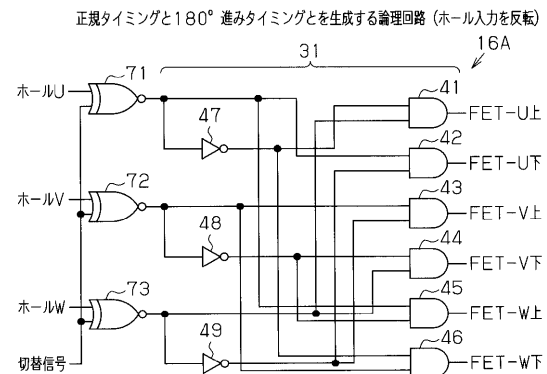 正規タイミングと180°進みタイミングとを生成する論理回路（ホール入力を反転）
31
16A
ホールU
71
41
FET-U上
47
42
FET-U下
ホールV
72
43
FET-V上
48
44
FET-V下
ホールW
73
45
FET-W上
49
46
FET-W下
切替信号